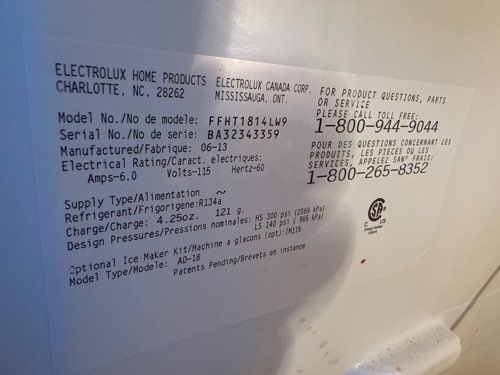 ELECTROLUX HOME PRODUCTS
CHARLOTTE, NC. 28262
ELECTROLUX CANADA CORP.
MISSISSAUGA, ONT.
FOR PRODUCT QUESTIONS, PARTS
OR SERVICE
PLEASE CALL TOLL FREE:
1-800-944-9044
POUR DES QUESTIONS CONCERNANT LES
PRODUITS, LES PIECES OU LES
SERVICES, APPELEZ SANS FRAIS:
1-800-265-8352
Model No./No de modele: FFHT1814LW9
Serial No./No de serie: BA32343359
Manufactured/Fabrique: 06-13
Electrical Rating/Caract. electriques:
Amps-6.0 Volts-115 Hertz-60
Supply Type/Alimentation ~
Refrigerant/Frigorigene:R134a
Charge/Charge: 4.25oz. 121 g.
Design Pressures/Pressions nominales: HS 300 psi (2069 kPa)
LS 140 psi ( 965 kPa)
Optional Ice Maker Kit/Machine a glacons (opt):IM115
Model Type/Modele: AD-18
Patents Pending/Brevets en instance